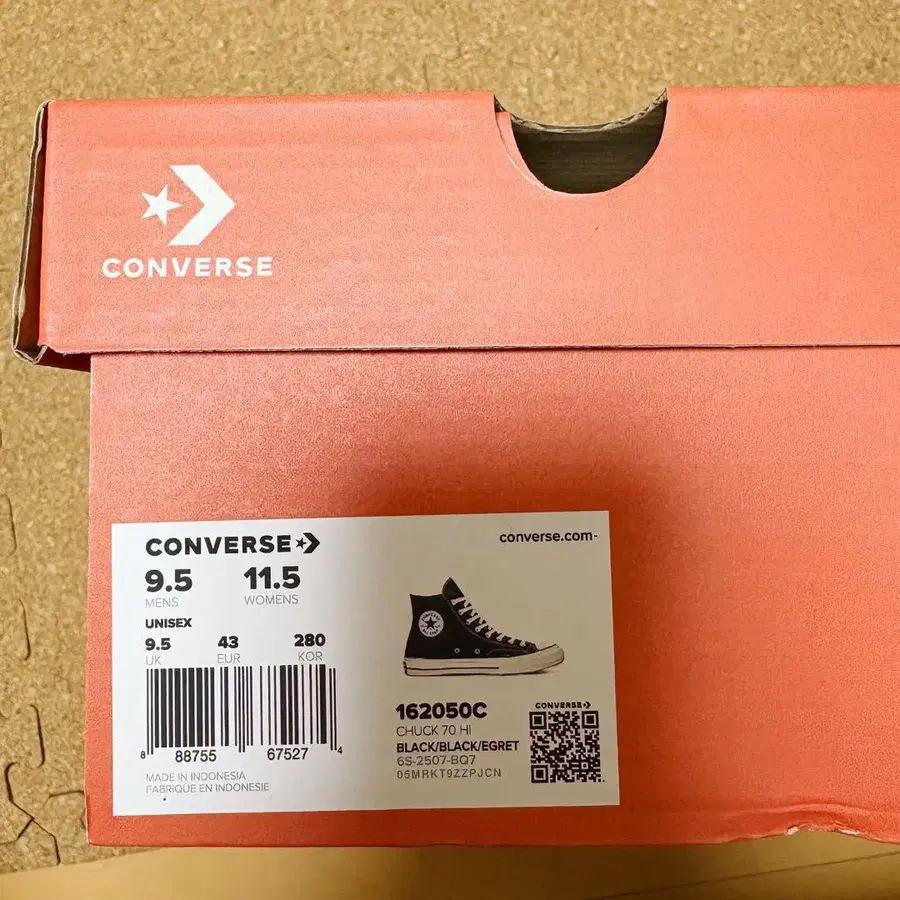 CONVERSE
CONVERSE
converse.com
9.5 11.5
MENS WOMENS
UNISEX
9.5 43 280
UK EUR KOR
8 88755 67527 4
MADE IN INDONESIA
FABRIQUÉ EN INDONESIE
162050C
CHUCK 70 HI
BLACK/BLACK/EGRET
6S-2507-BQ7
05MRKT9ZZPJCN
CONVERSE